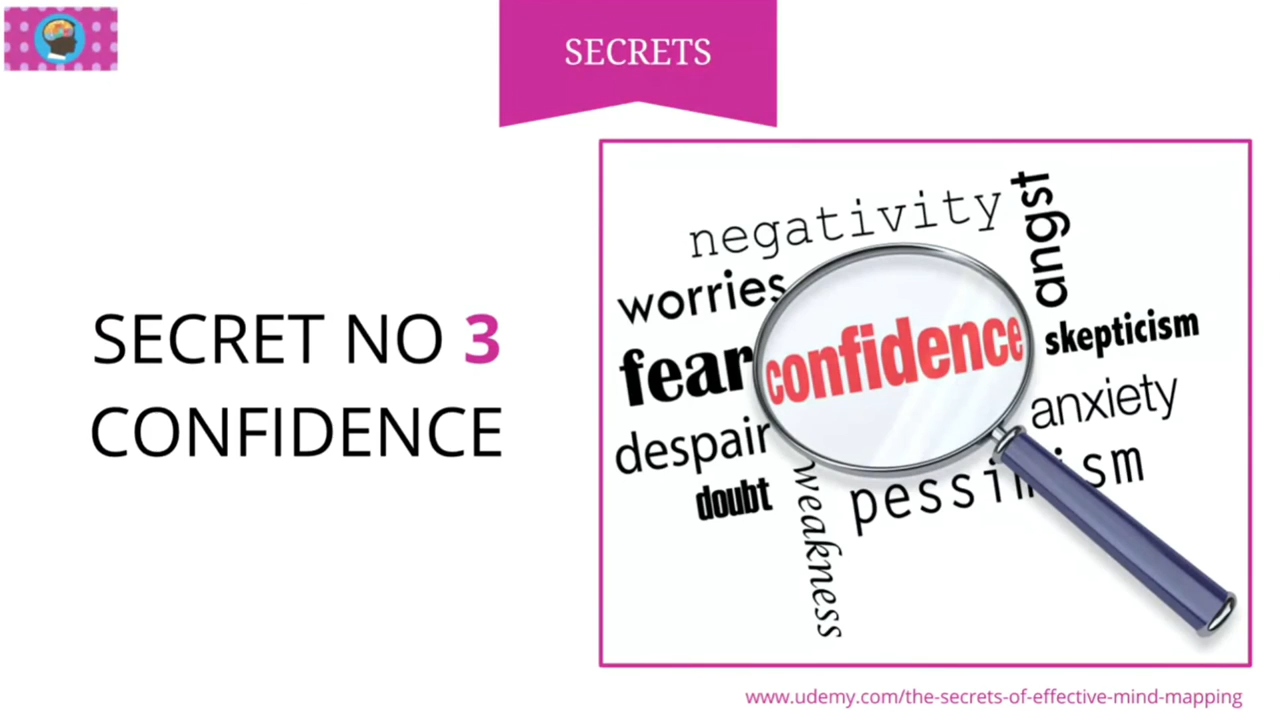 SECRETS
SECRET NO 3
CONFIDENCE
negativity
angst
worries
confidence
skepticism
fear
anxiety
despair
doubt
weakness
pessimism
www.udemy.com/the-secrets-of-effective-mind-mapping